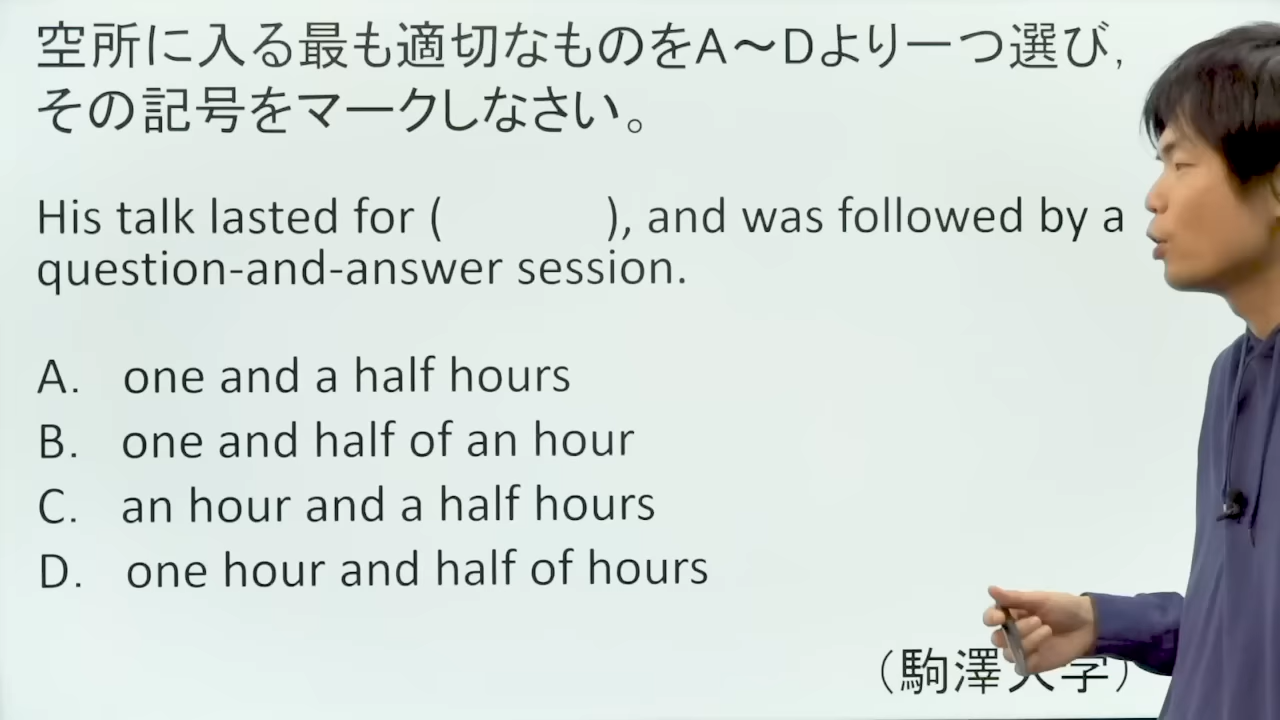 空所に入る最も適切なものをA～Dより一つ選び,
その記号をマークしなさい。
His talk lasted for (          ), and was followed by a
question-and-answer session.
A. one and a half hours
B. one and half of an hour
C. an hour and a half hours
D. one hour and half of hours
(駒澤大学)